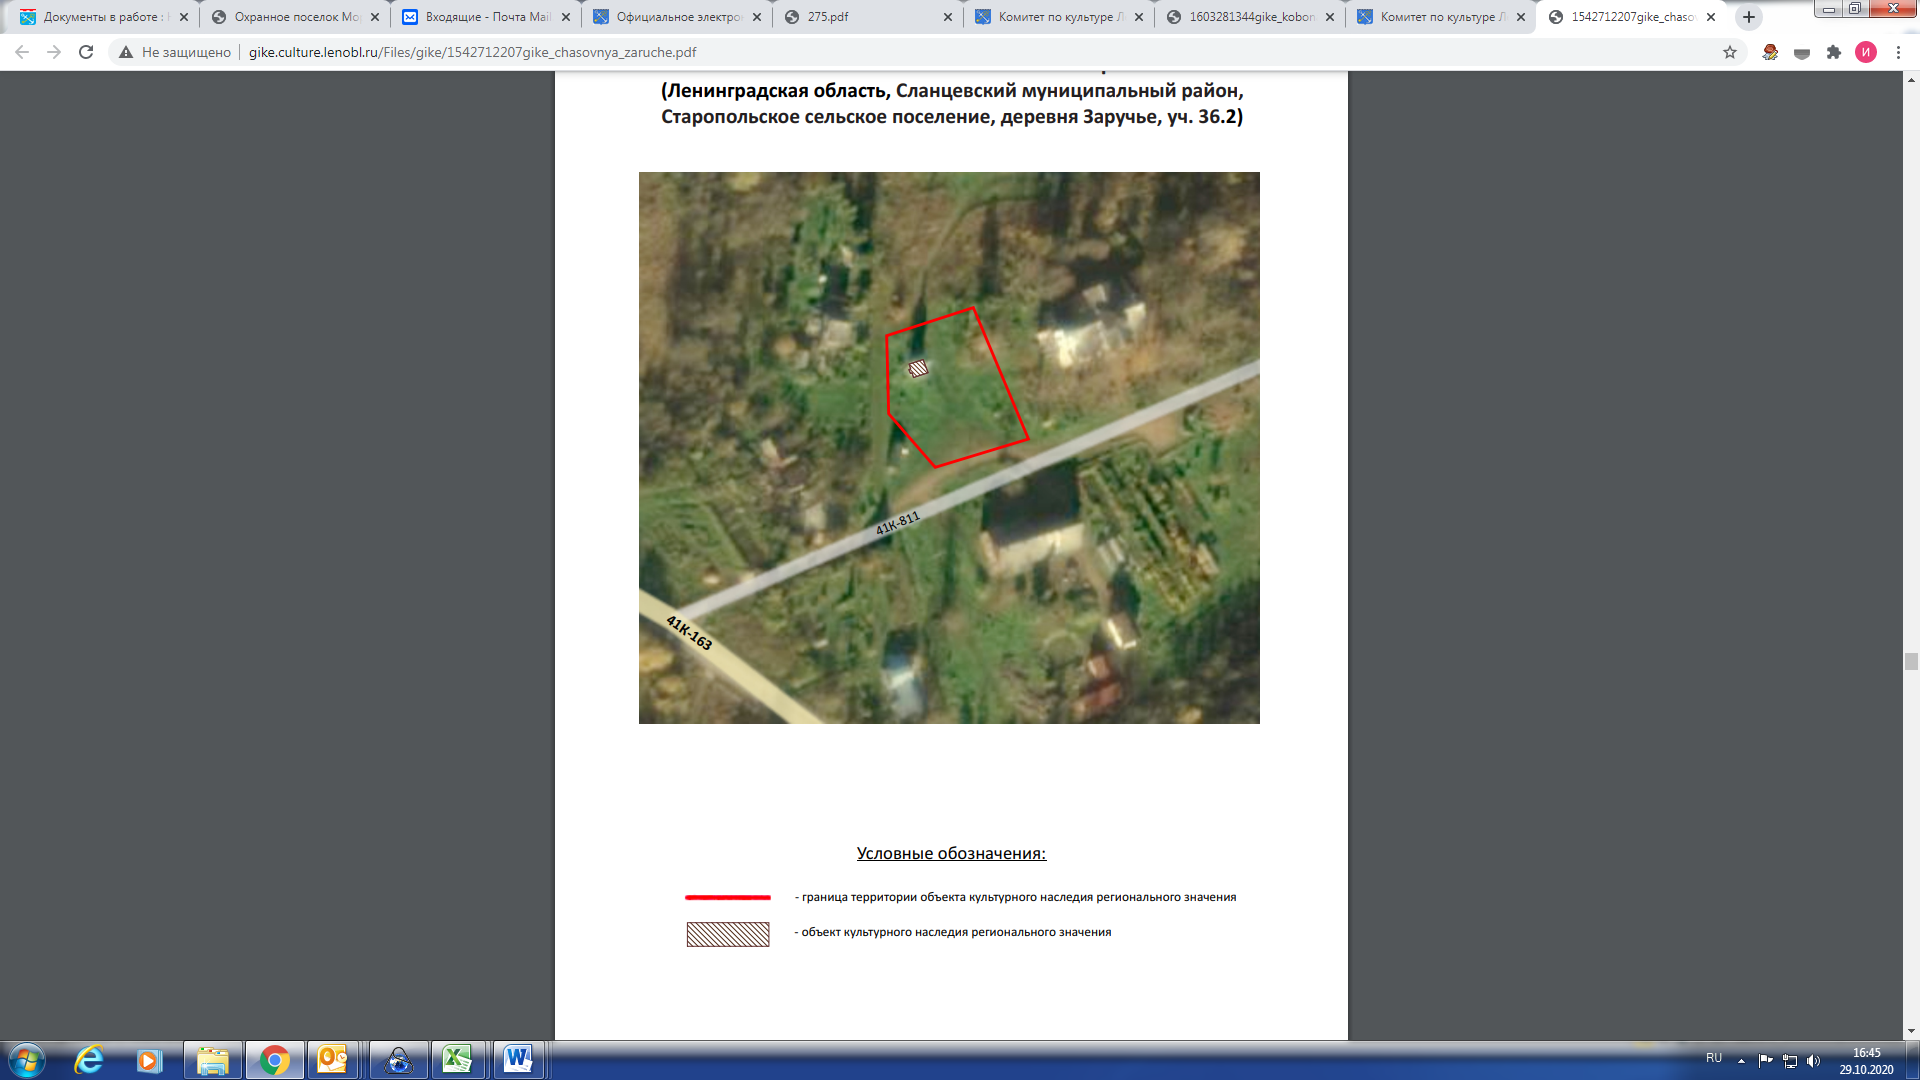 Документы в работе :
Охранное поселок Мо
Входящие - Почта Mail
Официальное электро
275.pdf
Комитет по культуре Л
1603281344gike_kobon
Комитет по культуре Л
1542712207gike_chaso
Не защищено
gike.culture.lenobl.ru/Files/gike/1542712207gike_chasovnya_zaruche.pdf
И
(Ленинградская область, Сланцевский муниципальный район,
Старопольское сельское поселение, деревня Заручье, уч. 36.2)
41К-811
41К-163
Условные обозначения:
- граница территории объекта культурного наследия регионального значения
- объект культурного наследия регионального значения
RU
16:45
29.10.2020